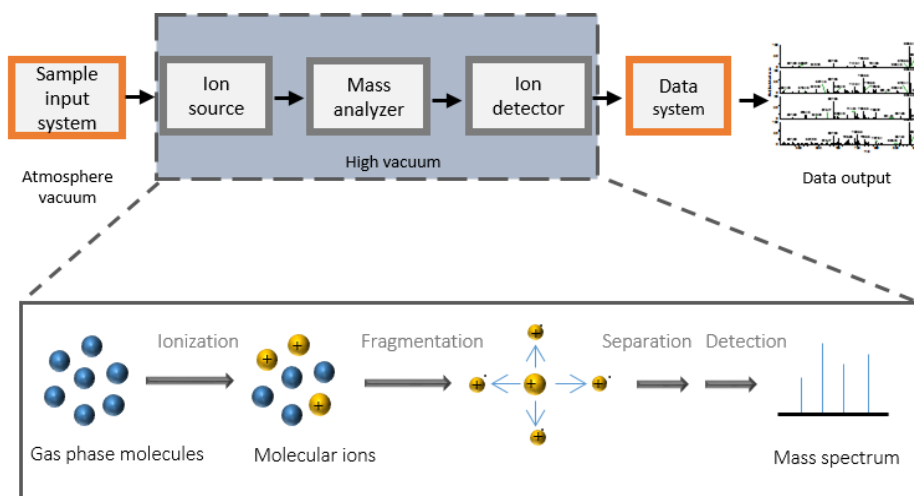 Sample
input
system
Ion
source
Mass
analyzer
Ion
detector
Data
system
High vacuum
Atmosphere
vacuum
Data output
Ionization
Fragmentation
Separation
Detection
+
+
+
+
+
+
+
+
Gas phase molecules
Molecular ions
Mass spectrum